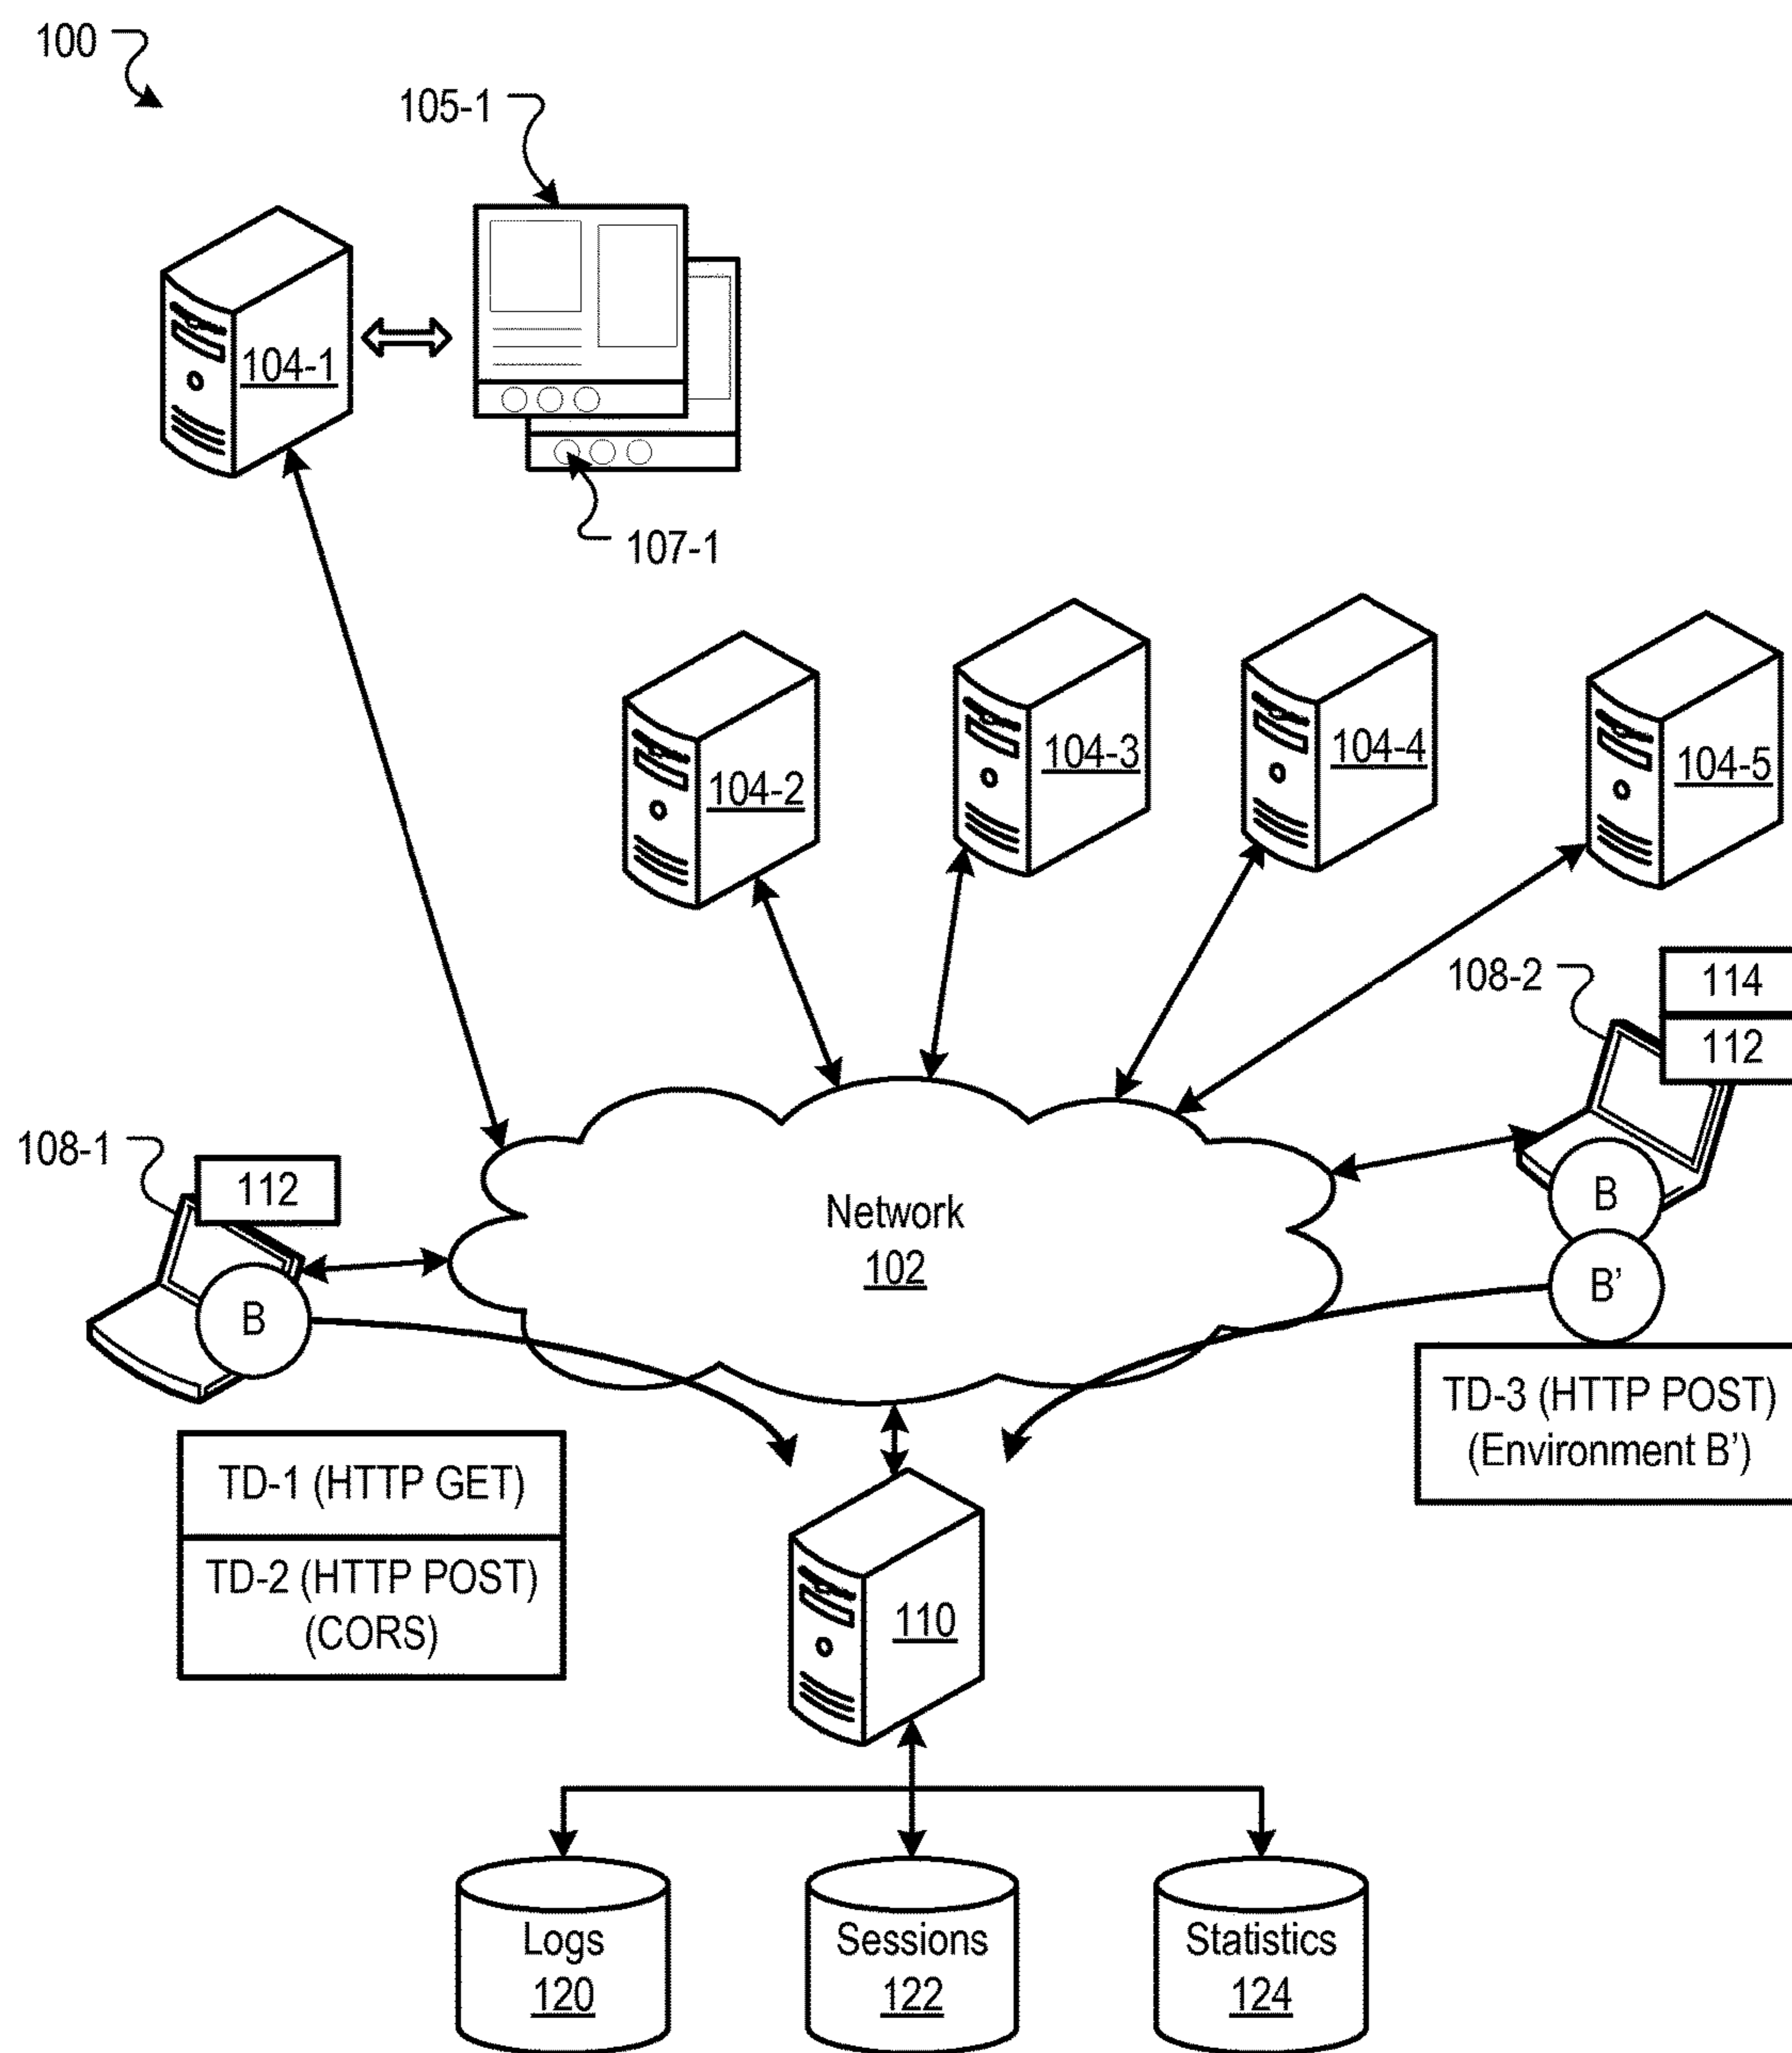 100
105-1
104-1
107-1
104-2
104-3
104-4
104-5
108-2
114
112
108-1
112
Network
102
B
B
B’
TD-1 (HTTP GET)
TD-2 (HTTP POST)
(CORS)
TD-3 (HTTP POST)
(Environment B’)
110
Logs
120
Sessions
122
Statistics
124